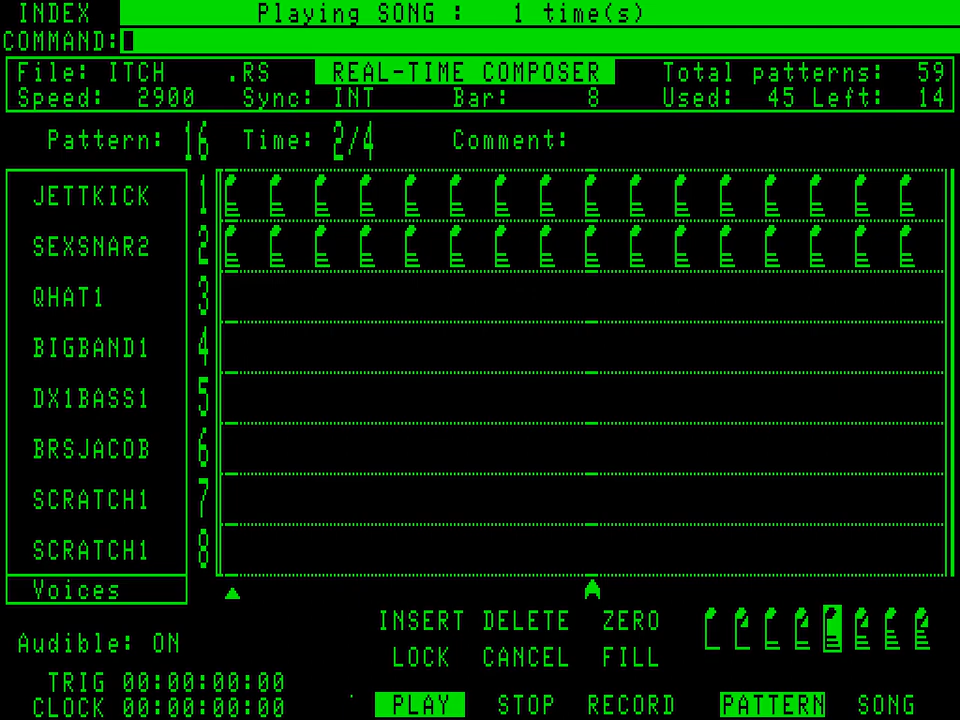 INDEX Playing SONG : 1 time(s)
COMMAND:
File: ITCH .RS REAL-TIME COMPOSER Total patterns: 59
Speed: 2900 Sync: INT Bar: 8 Used: 45 Left: 14
Pattern: 16 Time: 2/4 Comment:
JETTKICK 1
SEXSNAR2 2
QHAT1 3
BIGBAND1 4
DX1BASS1 5
BRSJACOB 6
SCRATCH1 7
SCRATCH1 8
Voices
INSERT DELETE ZERO
Audible: ON
LOCK CANCEL FILL
TRIG 00:00:00:00
CLOCK 00:00:00:00 PLAY STOP RECORD PATTERN SONG